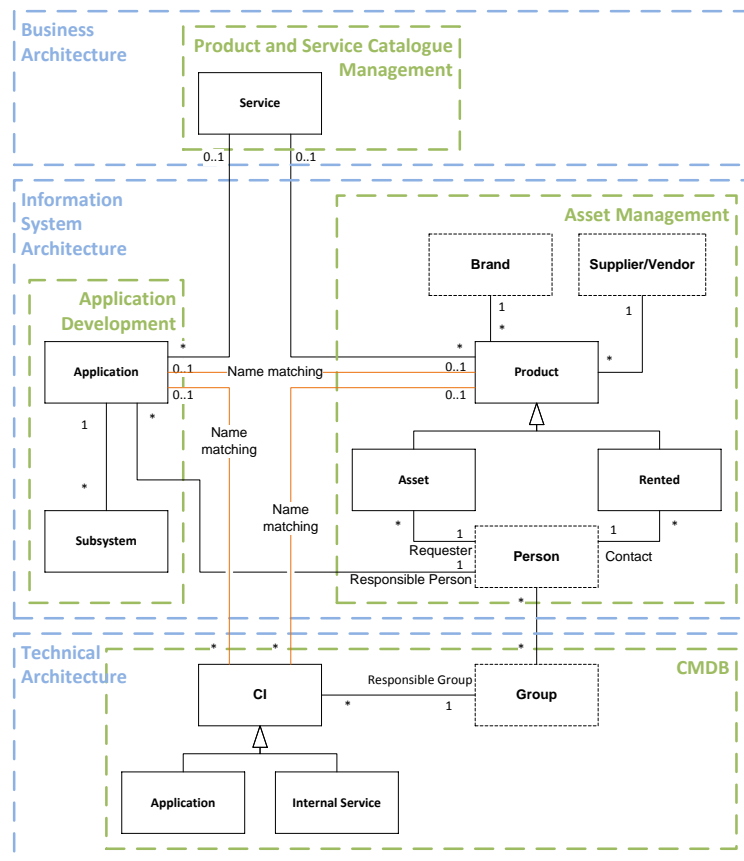 Business
Architecture
Product and Service Catalogue
Management
Service
0..1
0..1
Information
System
Architecture
Asset Management
Brand
Supplier/Vendor
1
1
Application
Development
*
*
*
*
Application
0..1
Name matching
0..1
Product
0..1
0..1
1
*
Name
matching
Asset
Rented
Name
matching
*
*
*
Subsystem
1
1
Requester
Person
Contact
1
Responsible Person
*
Technical
Architecture
*
*
*
CMDB
CI
Responsible Group
Group
*
1
Application
Internal Service